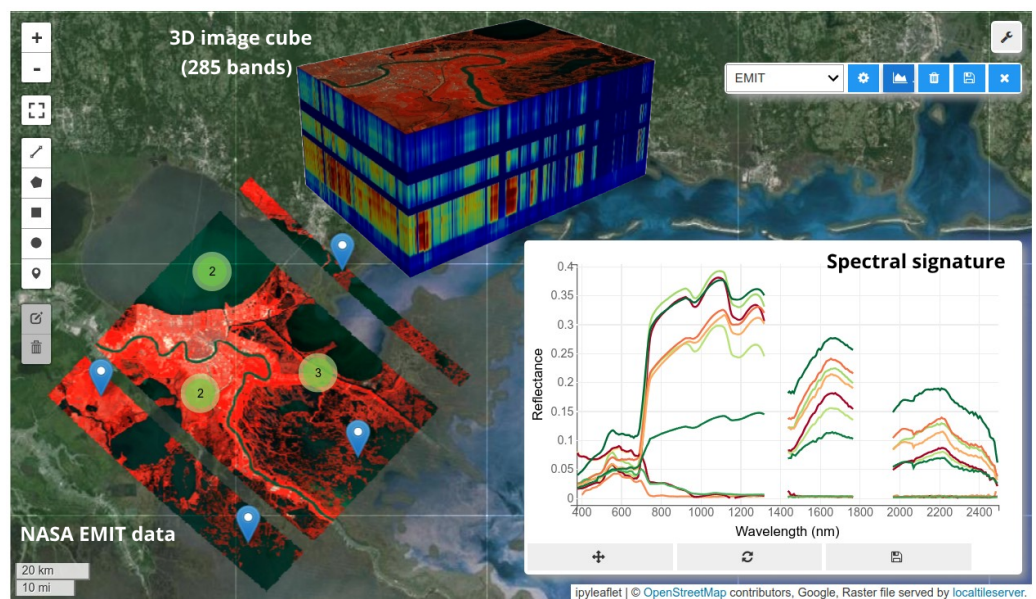 +
-
3D image cube
(285 bands)
EMIT
2
3
2
NASA EMIT data
20 km
10 mi
Spectral signature
Reflectance
0.4
0.35
0.3
0.25
0.2
0.15
0.1
0.05
0
400 600 800 1000 1200 1400 1600 1800 2000 2200 2400
Wavelength (nm)
ipyleaflet | © OpenStreetMap contributors, Google, Raster file served by localtileserver.